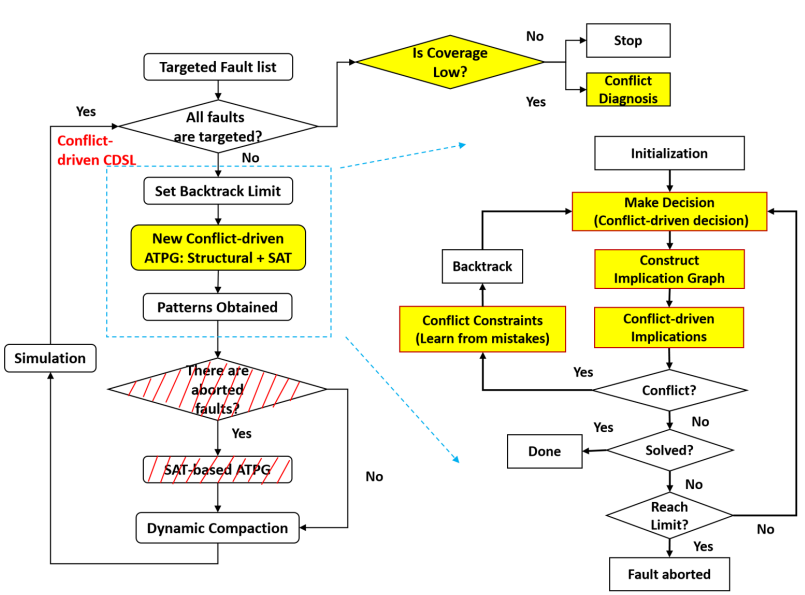 Targeted Fault list
Is Coverage
Low?
No
Stop
Yes
Conflict
Diagnosis
Yes
All faults
are targeted?
Conflict-
driven CDSL
No
Set Backtrack Limit
New Conflict-driven
ATPG: Structural + SAT
Patterns Obtained
Simulation
There are
aborted
faults?
Yes
SAT-based ATPG
No
Dynamic Compaction
Initialization
Make Decision
(Conflict-driven decision)
Backtrack
Construct
Implication Graph
Conflict Constraints
(Learn from mistakes)
Conflict-driven
Implications
Yes
Conflict?
No
Yes
Done
Solved?
No
Reach
Limit?
No
Yes
Fault aborted